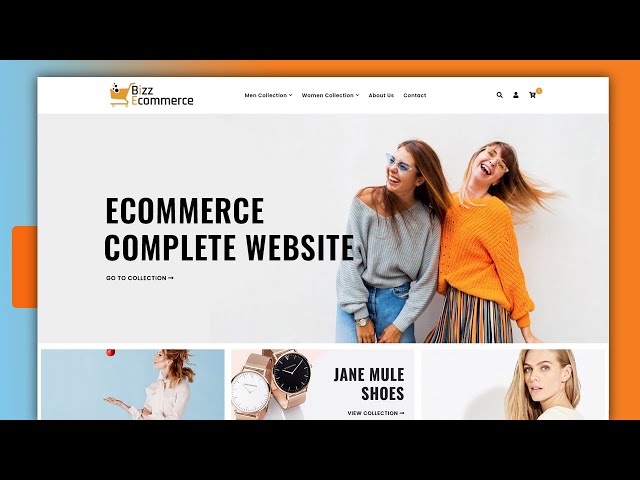 Bizz
Ecommerce
Men Collection
Women Collection
About Us
Contact
ECOMMERCE
COMPLETE WEBSITE
GO TO COLLECTION
JANE MULE
SHOES
VIEW COLLECTION